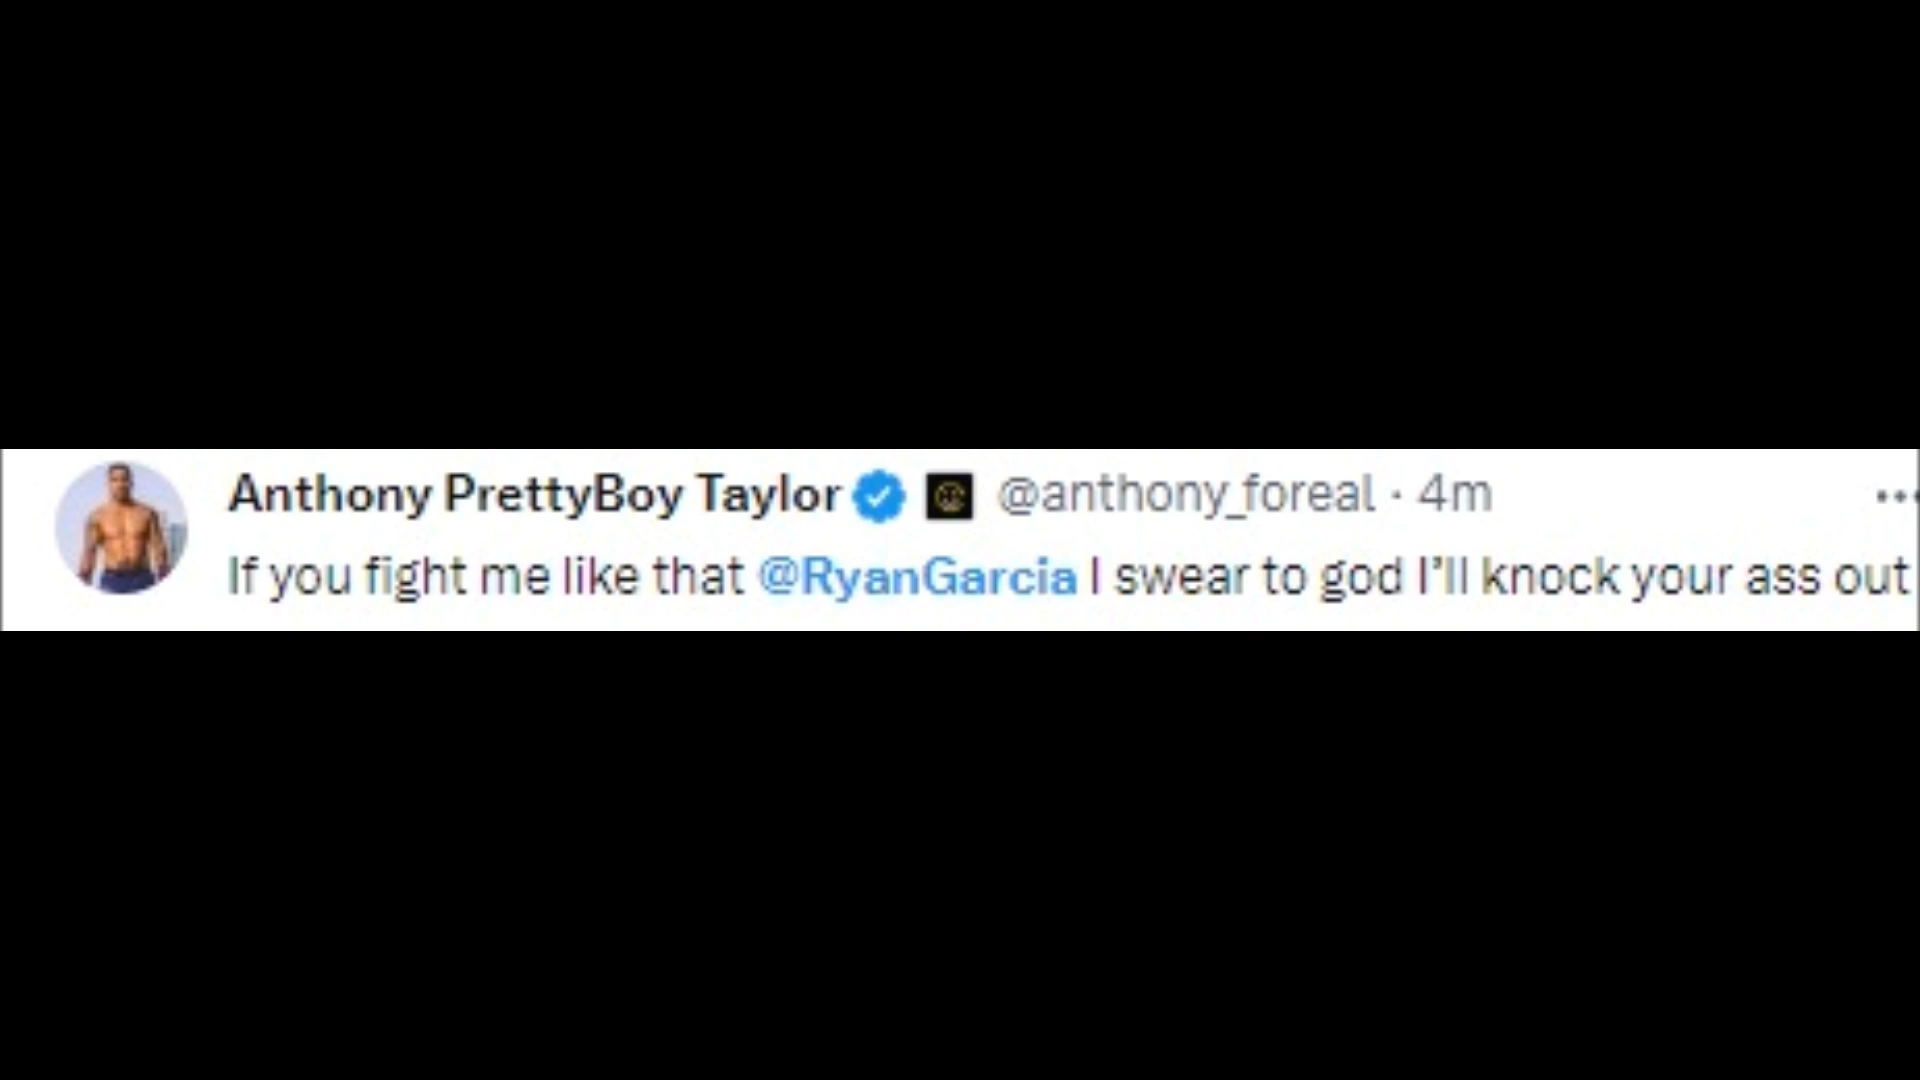 Anthony PrettyBoy Taylor @anthony_foreal · 4m
If you fight me like that @RyanGarcia I swear to god I’ll knock your ass out